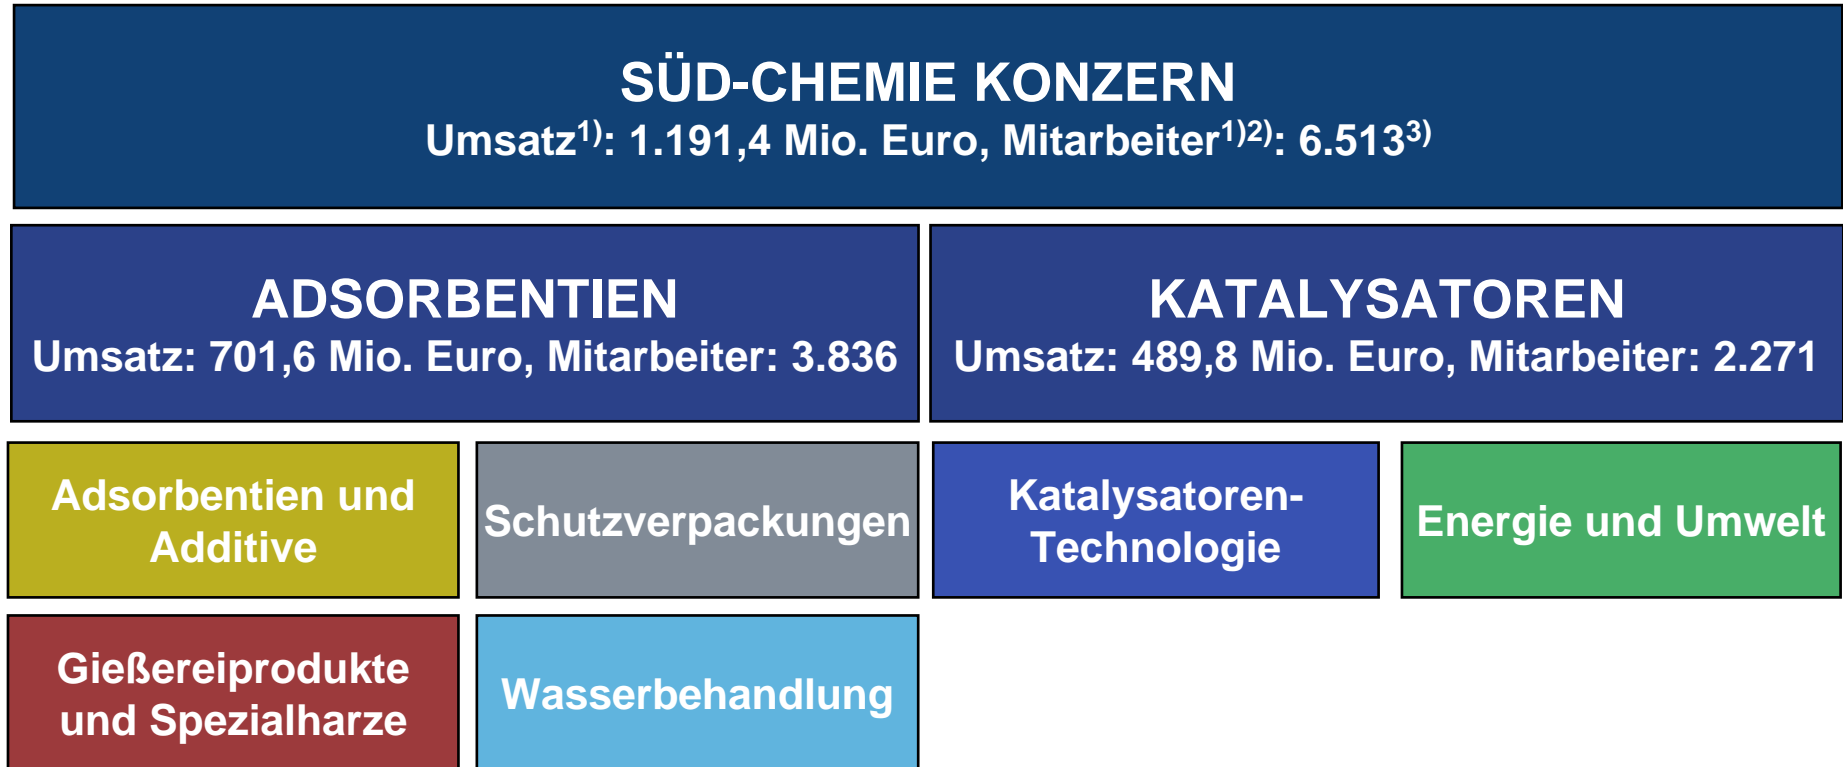 SÜD-CHEMIE KONZERN
Umsatz1): 1.191,4 Mio. Euro, Mitarbeiter1)2): 6.5133)
ADSORBENTIEN
Umsatz: 701,6 Mio. Euro, Mitarbeiter: 3.836
KATALYSATOREN
Umsatz: 489,8 Mio. Euro, Mitarbeiter: 2.271
Adsorbentien und
Additive
Schutzverpackungen
Katalysatoren-
Technologie
Energie und Umwelt
Gießereiprodukte
und Spezialharze
Wasserbehandlung